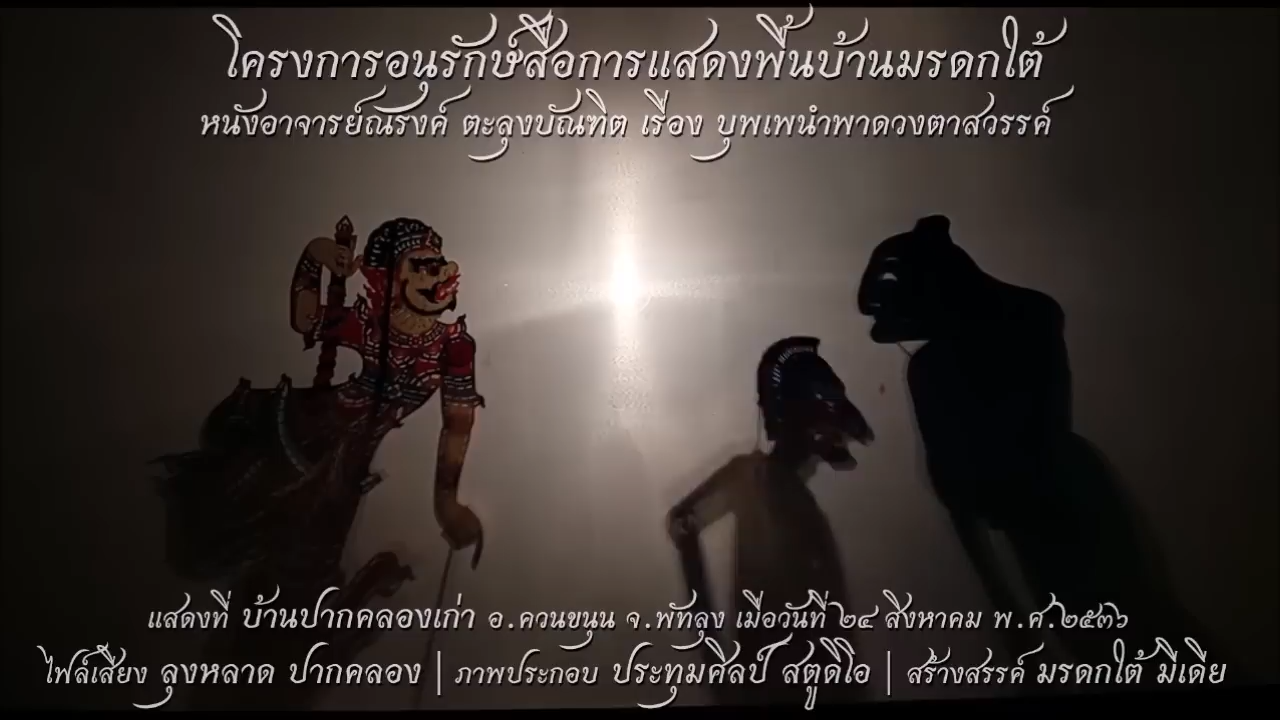 โครงการอนุรักษ์สื่อการแสดงพื้นบ้านมรดกใต้
หนังอาจารย์ณรงค์ ตะลุงบัณฑิต เรื่อง บุพเพนำพาดวงตาสวรรค์
แสดงที่ บ้านปากคลองเก่า อ.ควนขนุน จ.พัทลุง เมื่อวันที่ ๒๔ สิงหาคม พ.ศ.๒๕๓๖
ไฟล์เสียง ลุงหลาด ปากคลอง | ภาพประกอบ ประทุมศิลป์ สตูดิโอ | สร้างสรรค์ มรดกใต้ มีเดีย